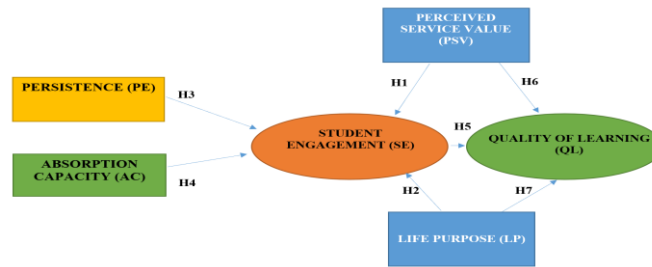 PERCEIVED
SERVICE VALUE
(PSV)
PERSISTENCE (PE)
H3
H1
H6
STUDENT
ENGAGEMENT (SE)
H5
QUALITY OF LEARNING
(QL)
ABSORPTION
CAPACITY (AC)
H4
H2
H7
LIFE PURPOSE (LP)